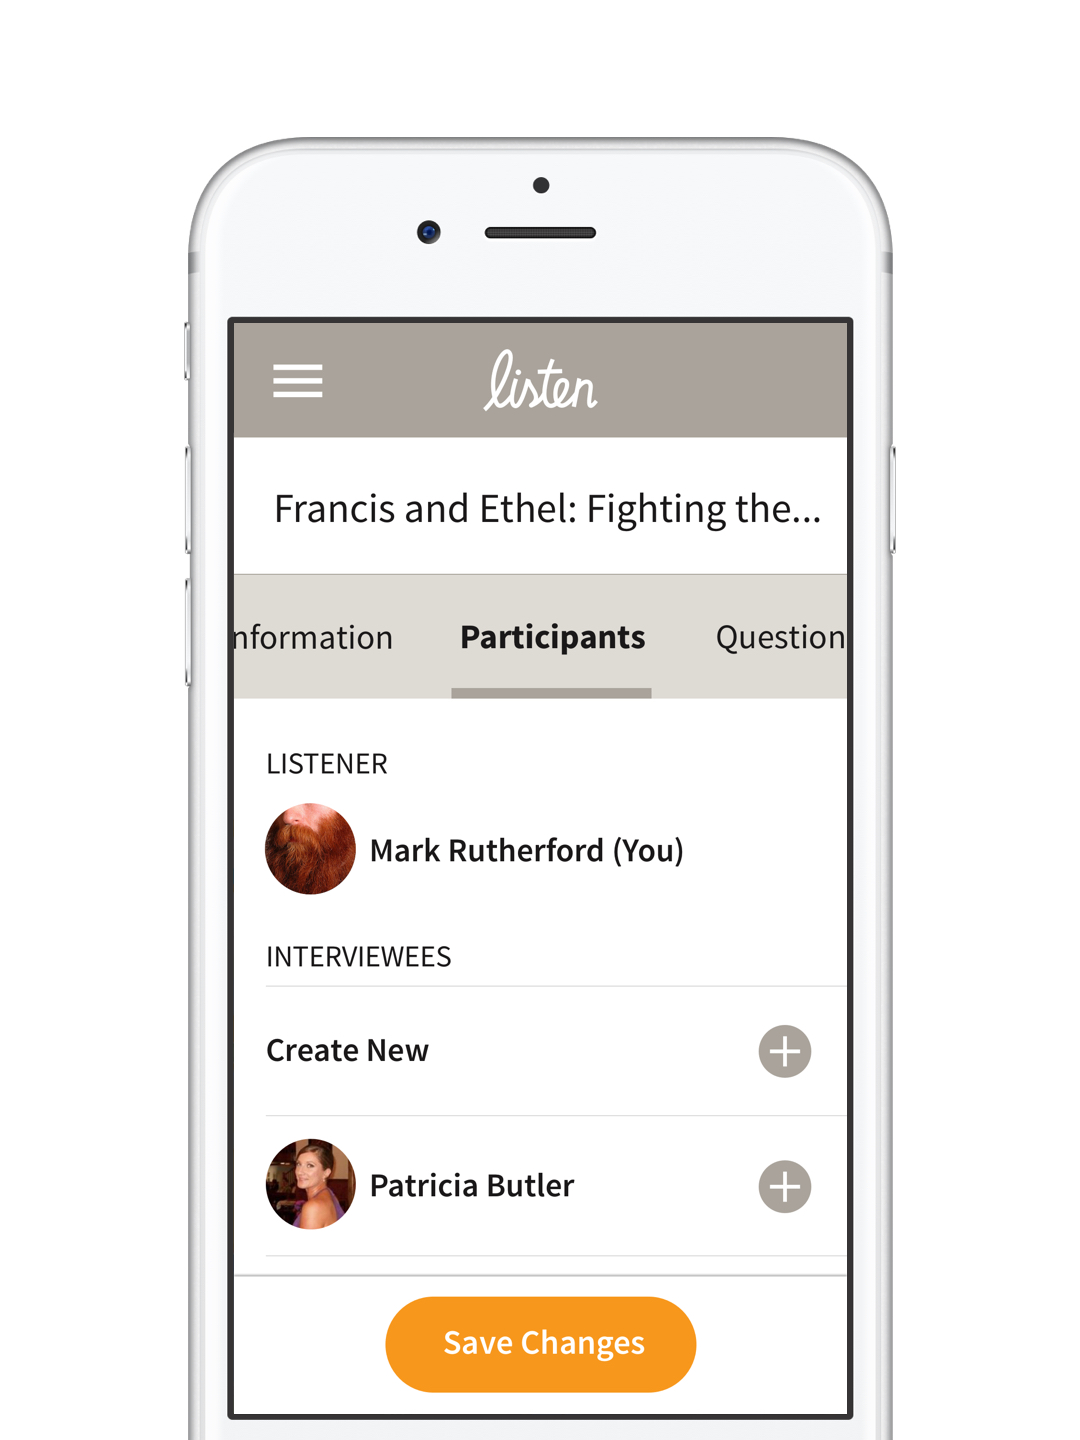 listen
Francis and Ethel: Fighting the...
nformation Participants Question
LISTENER
Mark Rutherford (You)
INTERVIEWEES
Create New
Patricia Butler
Save Changes